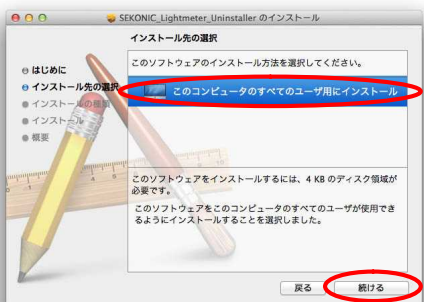 SEKONIC_Lightmeter_Uninstaller のインストール
インストール先の選択
はじめに
インストール先の選択
インストールの種類
インストール
概要
このソフトウェアのインストール方法を選択してください。
このコンピュータのすべてのユーザ用にインストール
このソフトウェアをインストールするには、4 KB のディスク領域が
必要です。
このソフトウェアをこのコンピュータのすべてのユーザが使用でき
るようにインストールすることを選択しました。
戻る
続ける